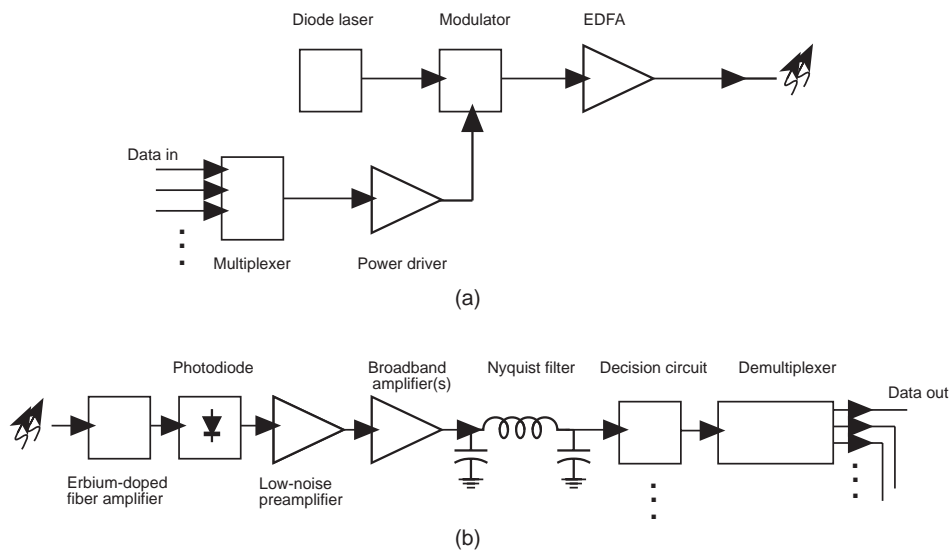 Diode laser
Modulator
EDFA
Data in
Multiplexer
Power driver
(a)
Photodiode
Broadband
amplifier(s)
Nyquist filter
Decision circuit
Demultiplexer
Data out
Erbium-doped
fiber amplifier
Low-noise
preamplifier
(b)